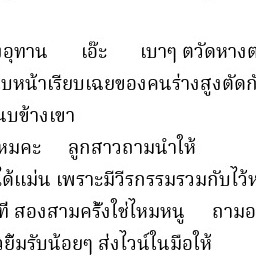 อุทาน เอ๊ะ เบาๆ ตวัดหางต
บหน้าเรียบเฉยของคนร่างสูงตัดกั
นบข้างเขา
หมคะ ลูกสาวถามนำให้
ได้แม่น เพราะมีวีรกรรมรวมกับไว้ห
ที สองสามครั้งใช่ไหมหนู ถามอ
วยิ้มรับน้อยๆ ส่งไวน์ในมือให้